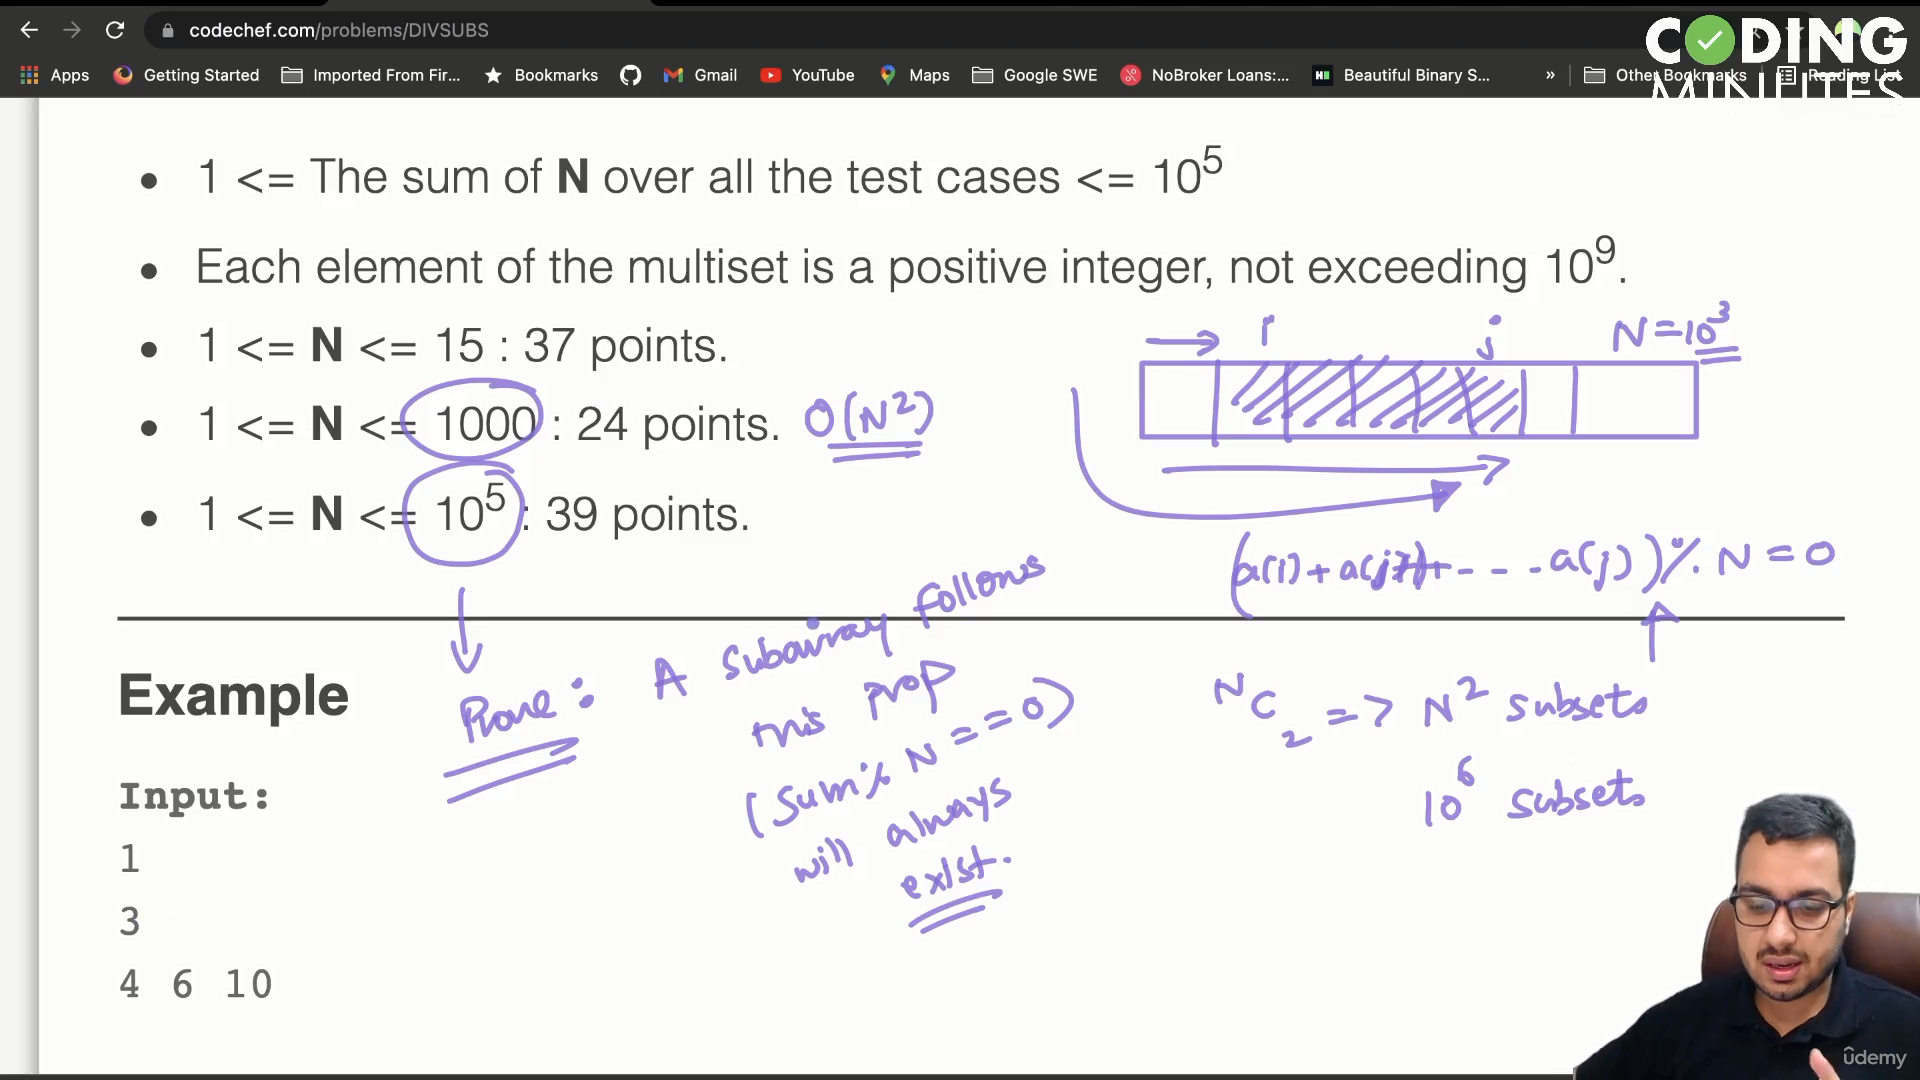 codechef.com/problems/DIVSUBS
CODING
MINUTES
Apps Getting Started Imported From Fir... Bookmarks Gmail YouTube Maps Google SWE NoBroker Loans:... Beautiful Binary S... » Other Bookmarks Reading List
• 1 <= The sum of N over all the test cases <= 10^5
• Each element of the multiset is a positive integer, not exceeding 10^9.
• 1 <= N <= 15 : 37 points.
i j N=10^3
• 1 <= N <= 1000 : 24 points. O(N^2)
• 1 <= N <= 10^5 : 39 points.
(a(i)+a(j+1)+----a(j))% N = 0
Prove: A subarray follows
this prop
(Sum% N ==0)
will always
exist.
N C 2 => N^2 subsets
10^6 subsets
Example
Input:
1
3
4 6 10
ûdemy